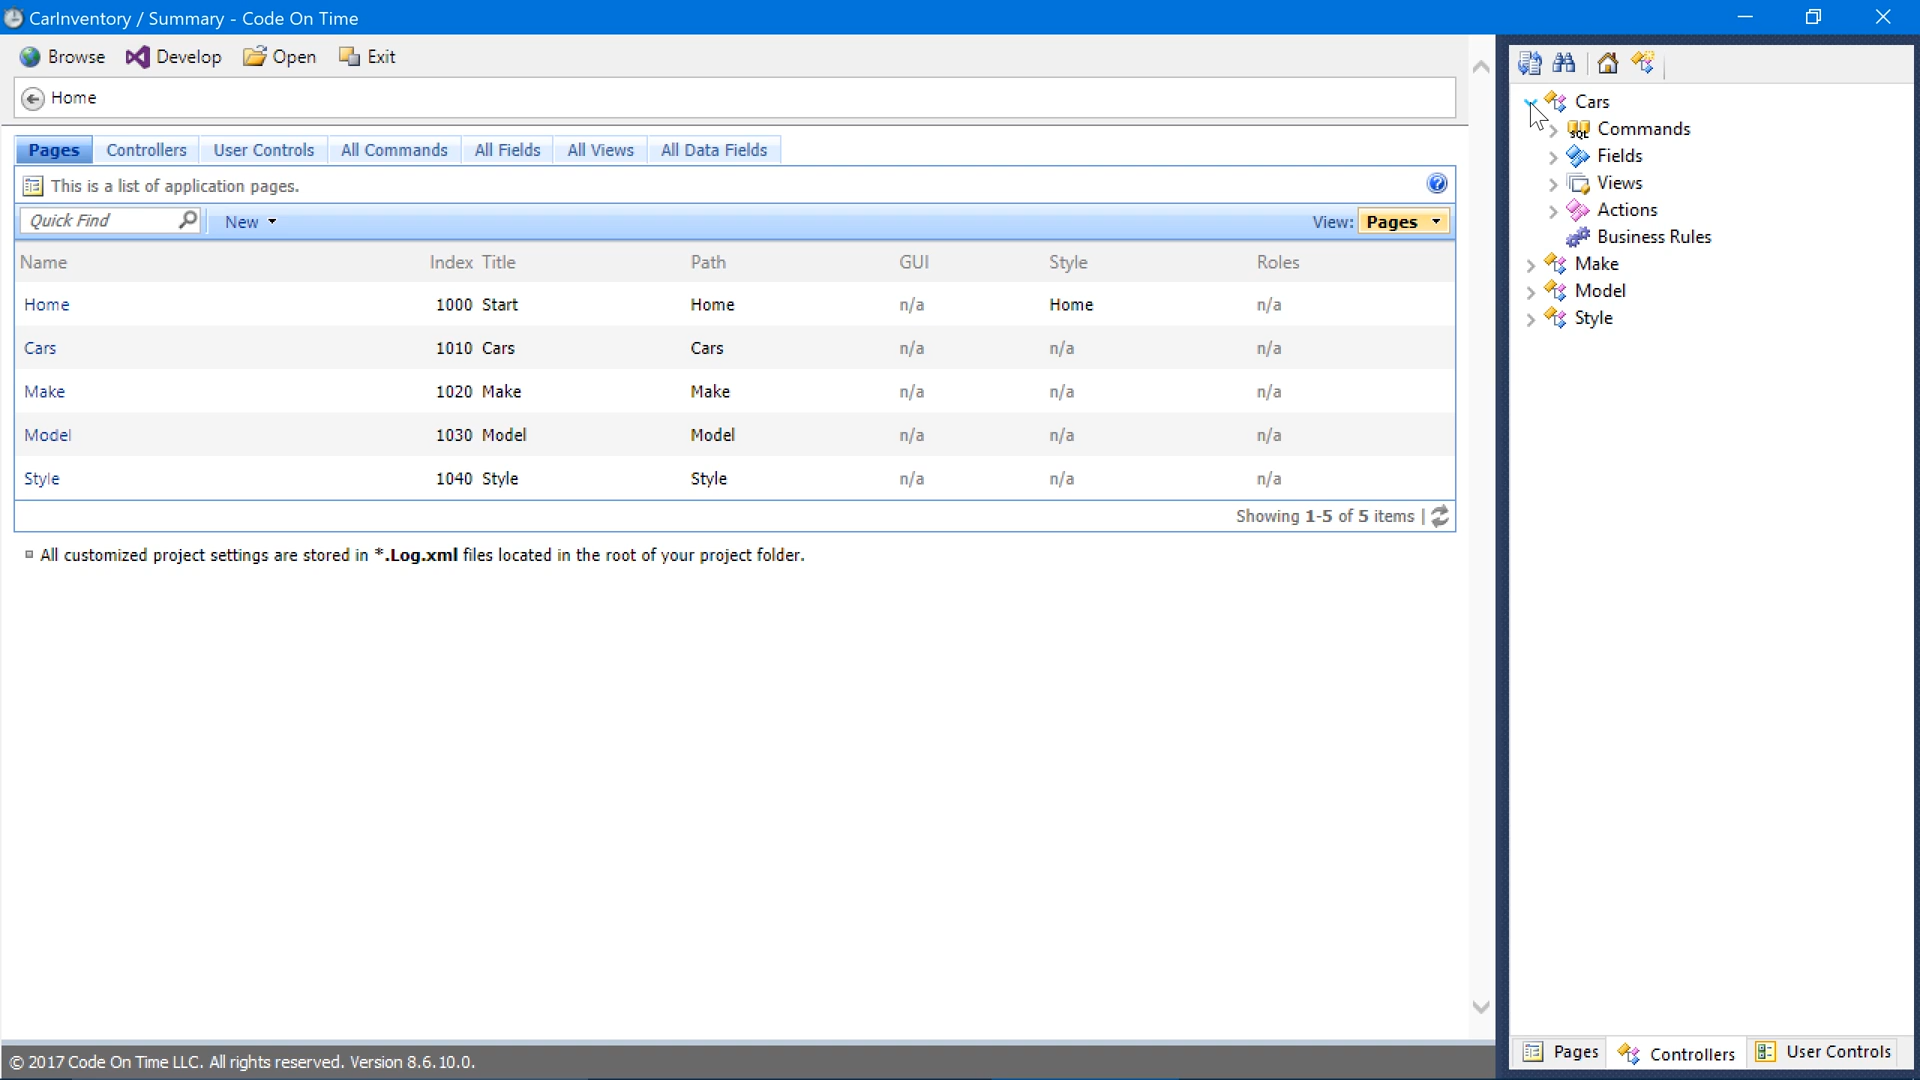 CarInventory / Summary - Code On Time
Browse Develop Open Exit
Home
Pages Controllers User Controls All Commands All Fields All Views All Data Fields
This is a list of application pages.
Quick Find New View: Pages
Name Index Title Path GUI Style Roles
Home 1000 Start Home n/a Home n/a
Cars 1010 Cars Cars n/a n/a n/a
Make 1020 Make Make n/a n/a n/a
Model 1030 Model Model n/a n/a n/a
Style 1040 Style Style n/a n/a n/a
Showing 1-5 of 5 items |
All customized project settings are stored in *.Log.xml files located in the root of your project folder.
© 2017 Code On Time LLC. All rights reserved. Version 8.6.10.0.
Cars
SQL Commands
Fields
Views
Actions
Business Rules
Make
Model
Style
Pages Controllers User Controls